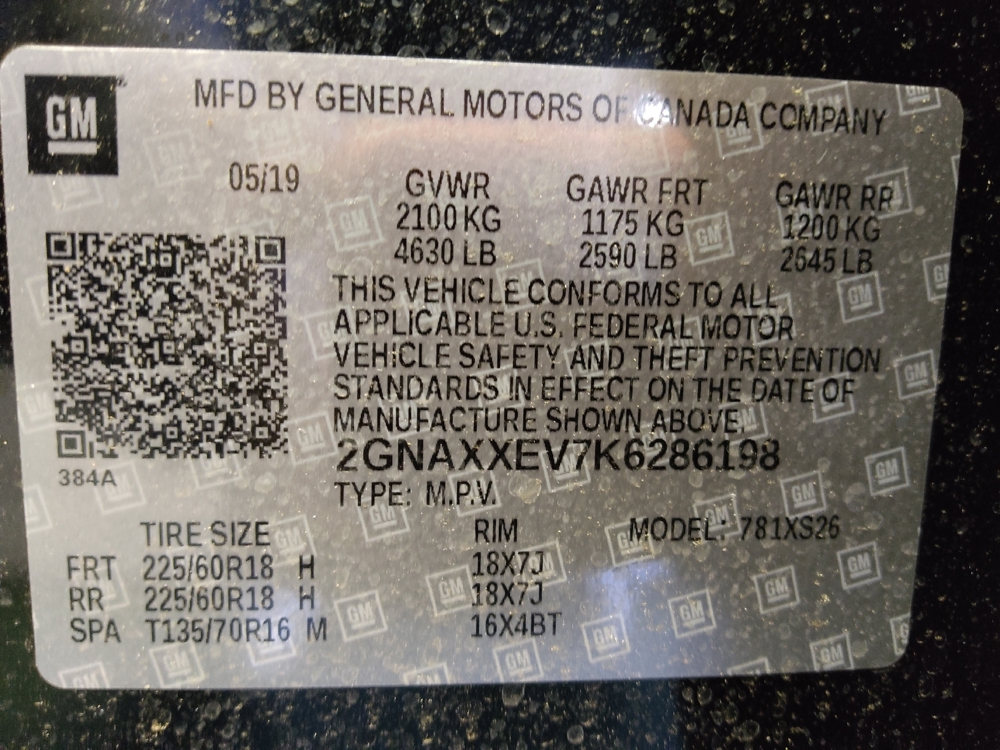 GM
MFD BY GENERAL MOTORS OF CANADA COMPANY
05/19 GVWR GAWR FRT GAWR RR
2100 KG 1175 KG 1200 KG
4630 LB 2590 LB 2645 LB
THIS VEHICLE CONFORMS TO ALL
APPLICABLE U.S. FEDERAL MOTOR
VEHICLE SAFETY AND THEFT PREVENTION
STANDARDS IN EFFECT ON THE DATE OF
MANUFACTURE SHOWN ABOVE.
2GNAXXEV7K6286198
384A
TYPE: M.P.V.
TIRE SIZE RIM MODEL: 781XS26
FRT 225/60R18 H 18X7J
RR 225/60R18 H 18X7J
SPA T135/70R16 M 16X4BT